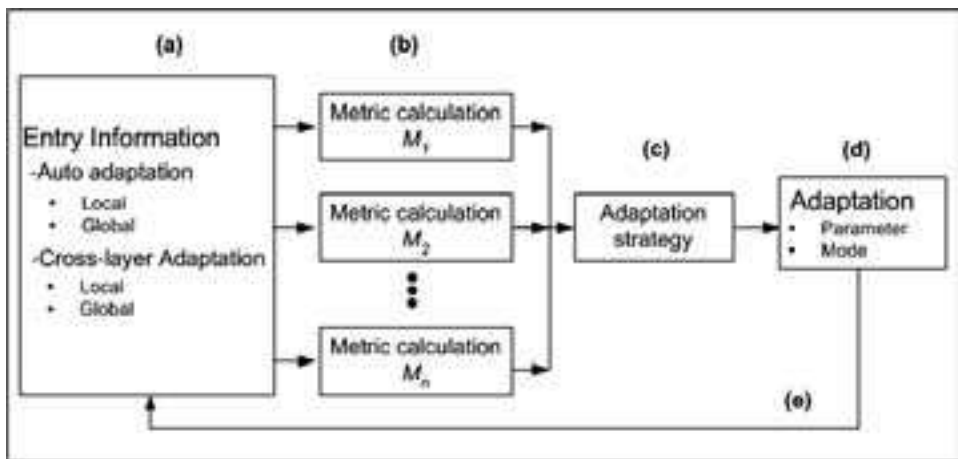 (a)
(b)
(c)
(d)
(e)
Entry Information
-Auto adaptation
• Local
• Global
-Cross-layer Adaptation
• Local
• Global
Metric calculation
M1
Metric calculation
M2
Metric calculation
Mn
Adaptation
strategy
Adaptation
• Parameter
• Mode